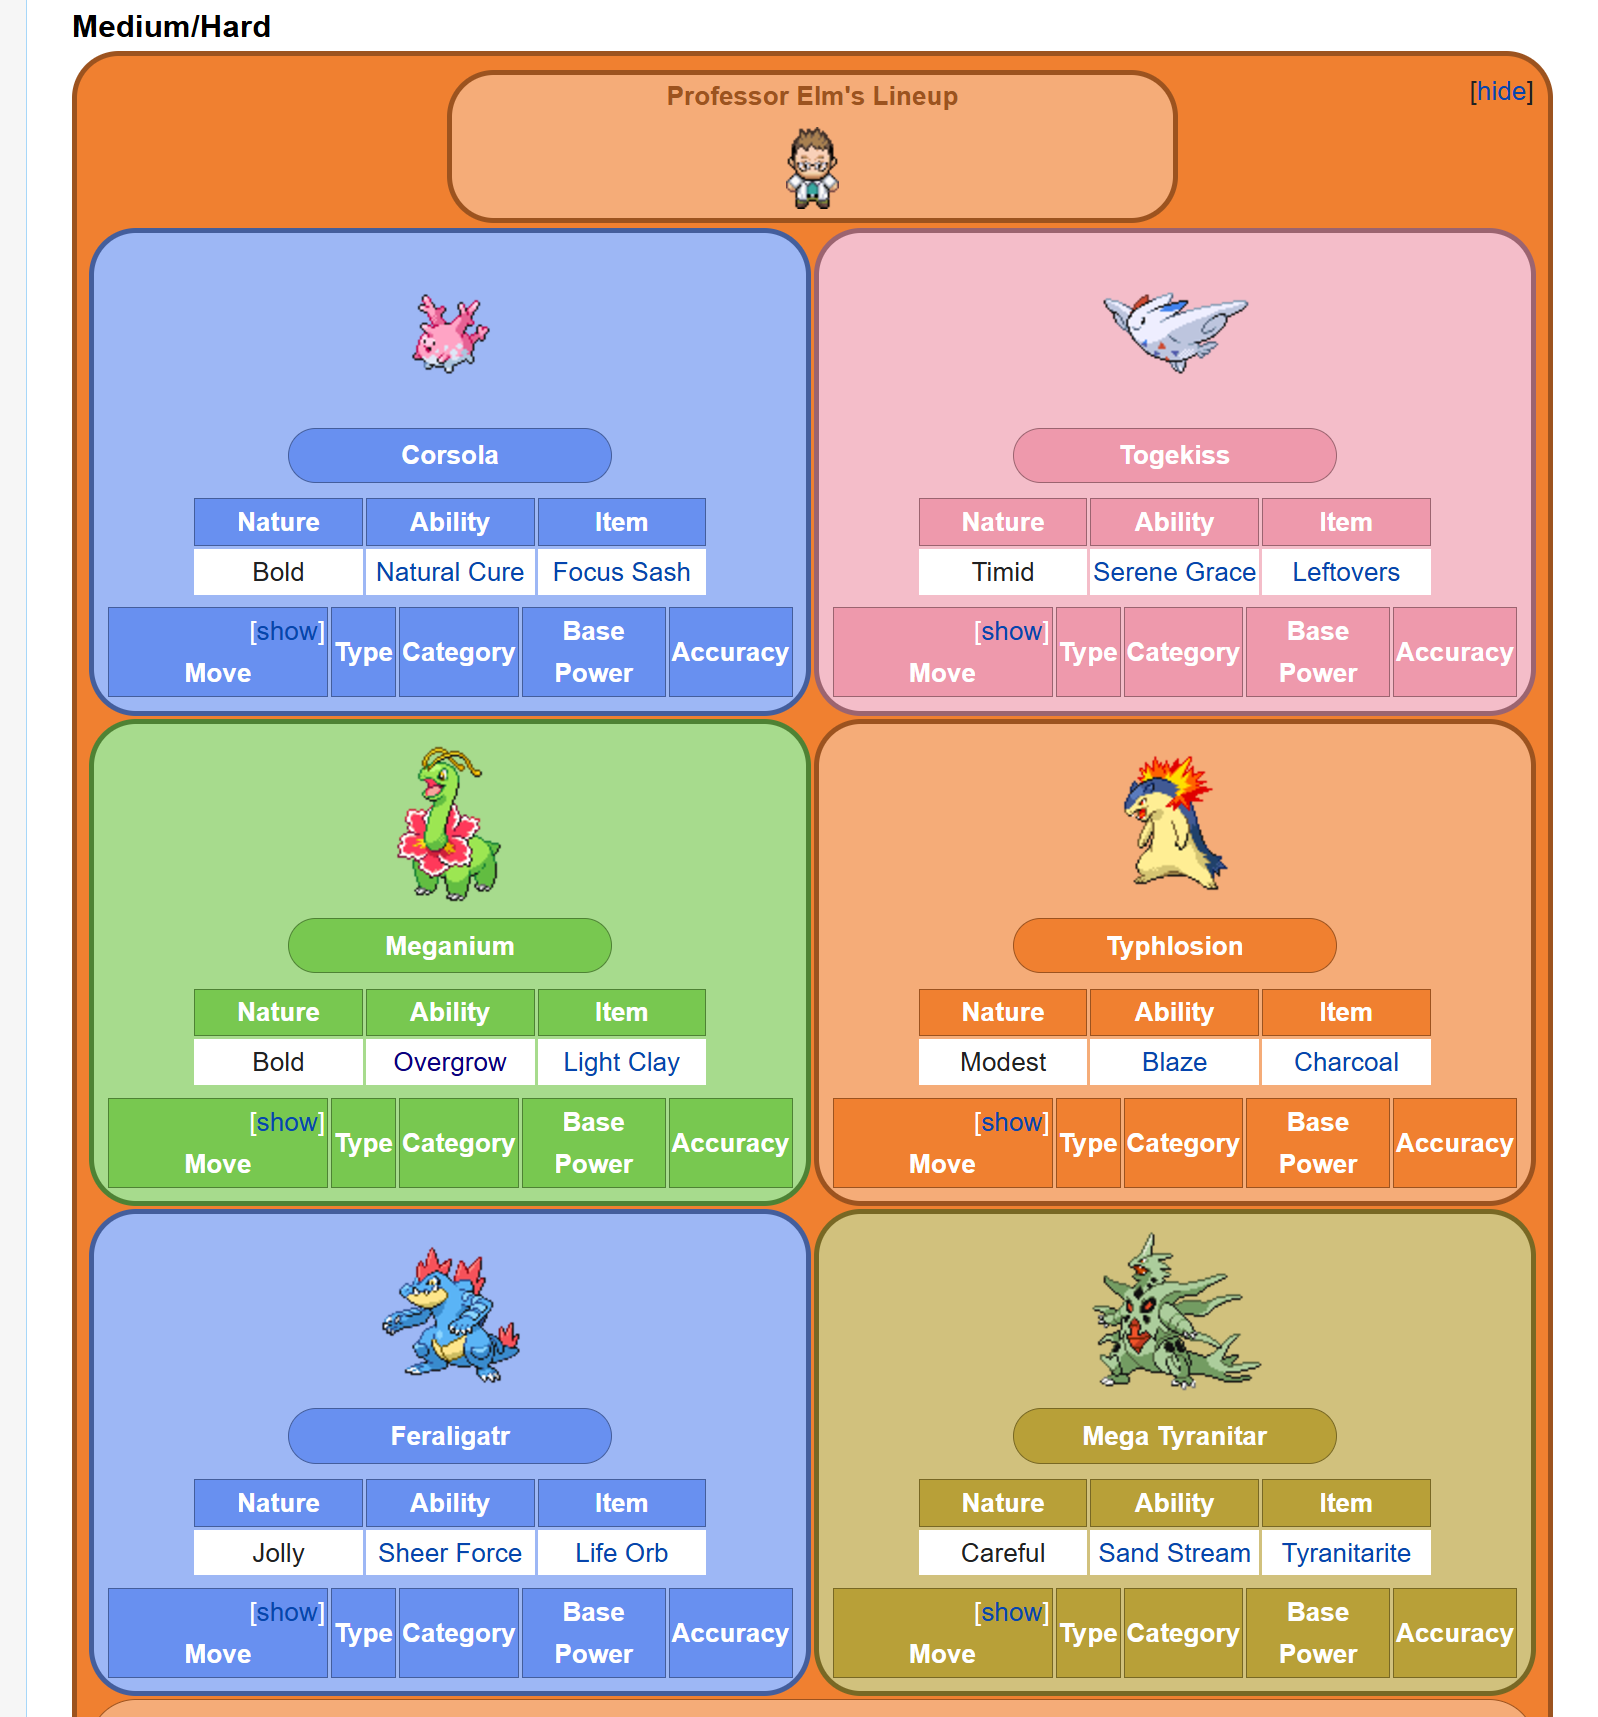 Medium/Hard
Professor Elm's Lineup
[hide]
Corsola
Nature Ability Item
Bold Natural Cure Focus Sash
[show]
Move Type Category Base Power Accuracy
Togekiss
Nature Ability Item
Timid Serene Grace Leftovers
[show]
Move Type Category Base Power Accuracy
Meganium
Nature Ability Item
Bold Overgrow Light Clay
[show]
Move Type Category Base Power Accuracy
Typhlosion
Nature Ability Item
Modest Blaze Charcoal
[show]
Move Type Category Base Power Accuracy
Feraligatr
Nature Ability Item
Jolly Sheer Force Life Orb
[show]
Move Type Category Base Power Accuracy
Mega Tyranitar
Nature Ability Item
Careful Sand Stream Tyranitarite
[show]
Move Type Category Base Power Accuracy